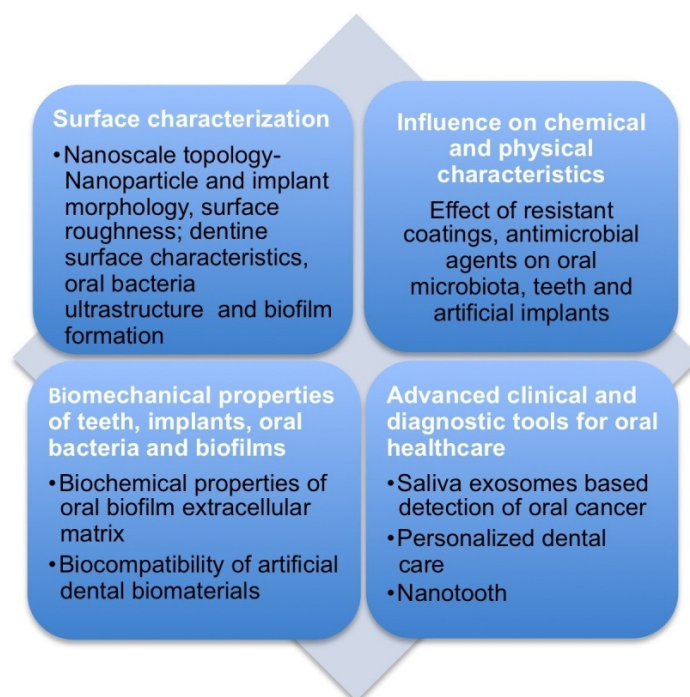 Surface characterization
•Nanoscale topology-
Nanoparticle and implant
morphology, surface
roughness; dentine
surface characteristics,
oral bacteria
ultrastructure and biofilm
formation
Influence on chemical
and physical
characteristics
Effect of resistant
coatings, antimicrobial
agents on oral
microbiota, teeth and
artificial implants
Biomechanical properties
of teeth, implants, oral
bacteria and biofilms
•Biochemical properties of
oral biofilm extracellular
matrix
•Biocompatibility of artificial
dental biomaterials
Advanced clinical and
diagnostic tools for oral
healthcare
•Saliva exosomes based
detection of oral cancer
•Personalized dental
care
•Nanotooth